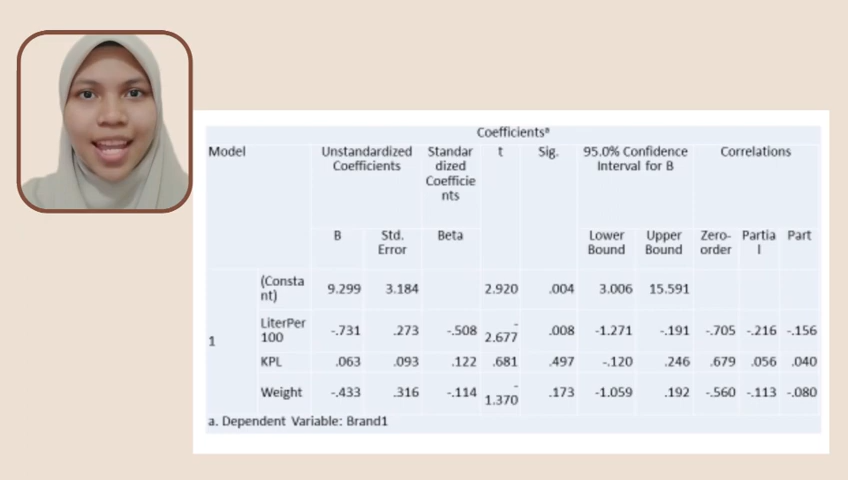 Coefficientsª
Model Unstandardized Coefficients Standar dized Coefficie nts t Sig. 95.0% Confidence Interval for B Correlations
B Std. Error Beta Lower Bound Upper Bound Zero-order Partia l Part
1 (Consta nt) 9.299 3.184 2.920 .004 3.006 15.591
LiterPer 100 -.731 .273 -.508 -2.677 .008 -1.271 -.191 -.705 -.216 -.156
KPL .063 .093 .122 .681 .497 -.120 .246 .679 .056 .040
Weight -.433 .316 -.114 -1.370 .173 -1.059 .192 -.560 -.113 -.080
a. Dependent Variable: Brand1